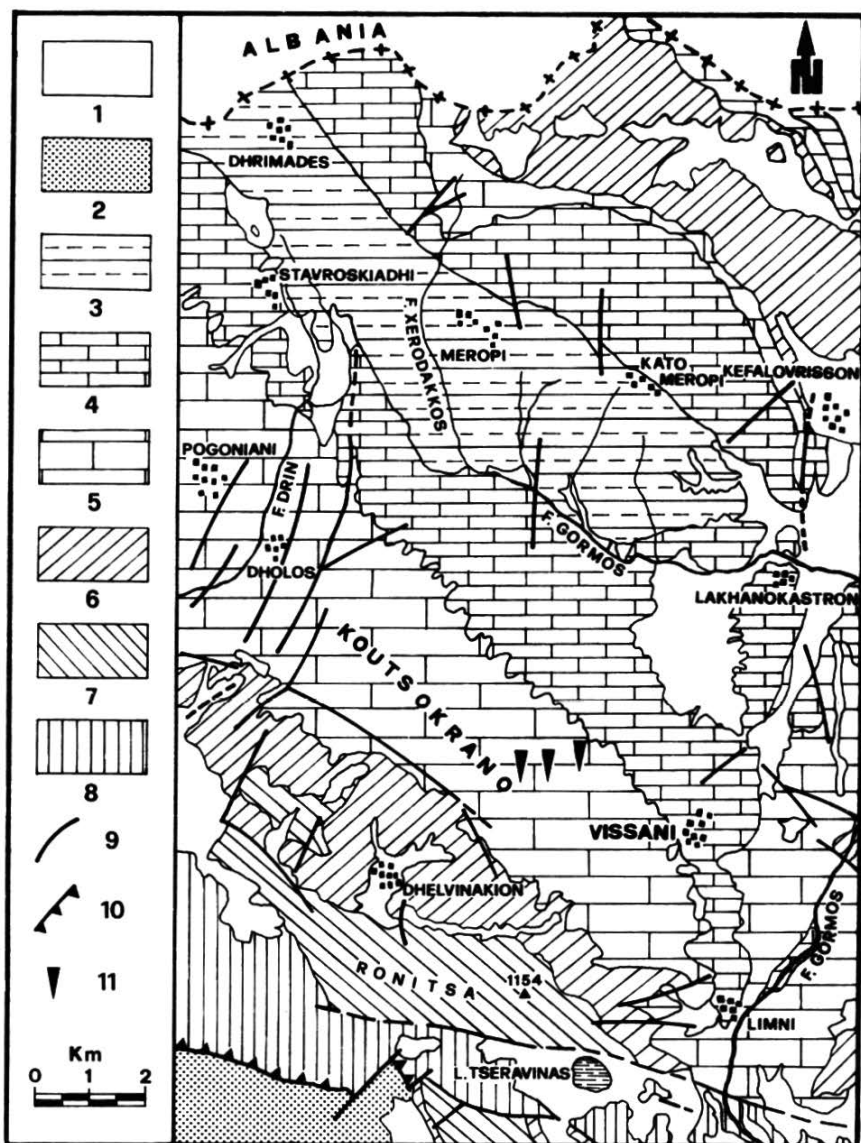 ALBANIA
N
1
2
3
4
5
6
7
8
9
10
11
Km
0 1 2
DHRIMADES
STAVROSKIADHI
F. XERODAKKOS
MEROPI
KATO
MEROPI
KEFALOVRISSON
POGONIANI
F. DRIN
DHOLOS
F. GORMOS
LAKHANOKASTRON
KOUTSOKRANO
VISSANI
DHELVINAKION
RONITSA
1154
F. GORMOS
LIMNI
L. TSERAVINAS